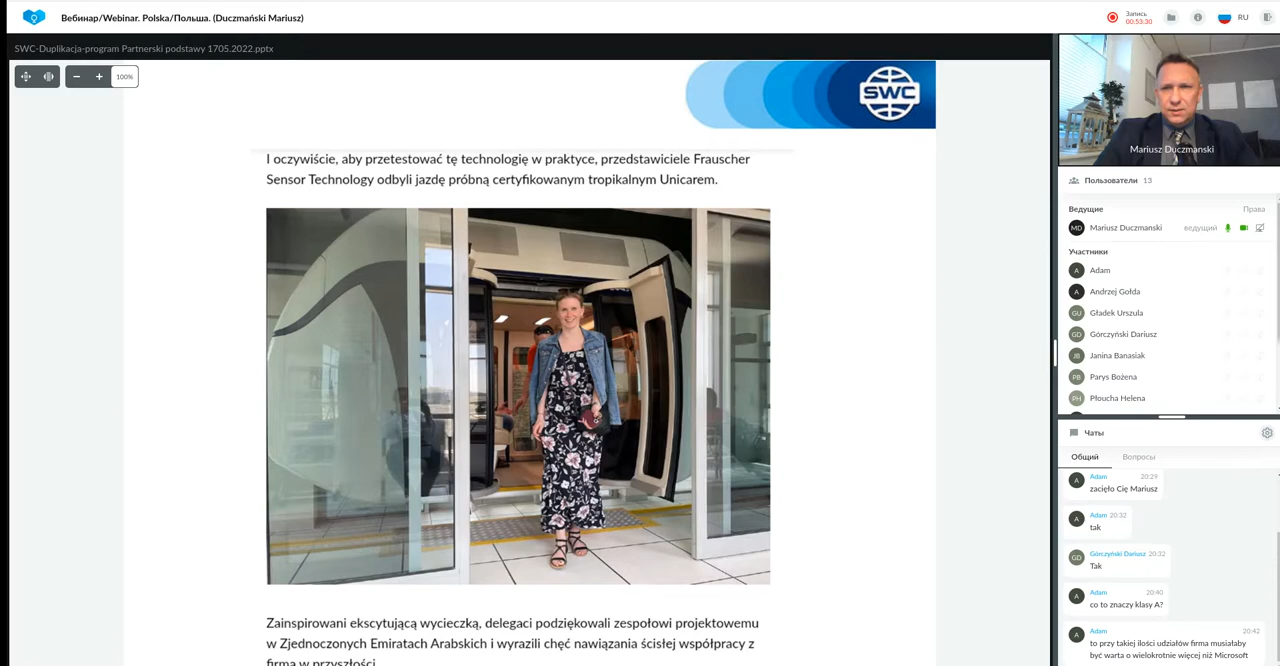 Вебинар/Webinar. Polska/Польша. (Duczmański Mariusz)
Запись
00:53:30
RU
SWC-Duplikacja-program Partnerski podstawy 1705.2022.pptx
100%
SWC
I oczywiście, aby przetestować tę technologię w praktyce, przedstawiciele Frauscher
Sensor Technology odbyli jazdę próbną certyfikowanym tropikalnym Unicarem.
Zainspirowani ekscytującą wycieczką, delegaci podziękowali zespołowi projektowemu
w Zjednoczonych Emiratach Arabskich i wyrazili chęć nawiązania ścisłej współpracy z
firmą w przyszłości.
Mariusz Duczmanski
Пользователи 13
Ведущие Права
MD Mariusz Duczmanski ведущий
Участники
A Adam
A Andrzej Gołda
GU Gładek Urszula
GD Górczyński Dariusz
JB Janina Banasiak
PB Parys Bożena
PH Płoucha Helena
Чаты
Общий Вопросы
A Adam 20:29
zacięło Cię Mariusz
A Adam 20:32
tak
GD Górczyński Dariusz 20:32
Tak
A Adam 20:40
co to znaczy klasy A?
A Adam 20:42
to przy takiej ilości udziałów firma musiałaby
być warta o wielokrotnie więcej niż Microsoft